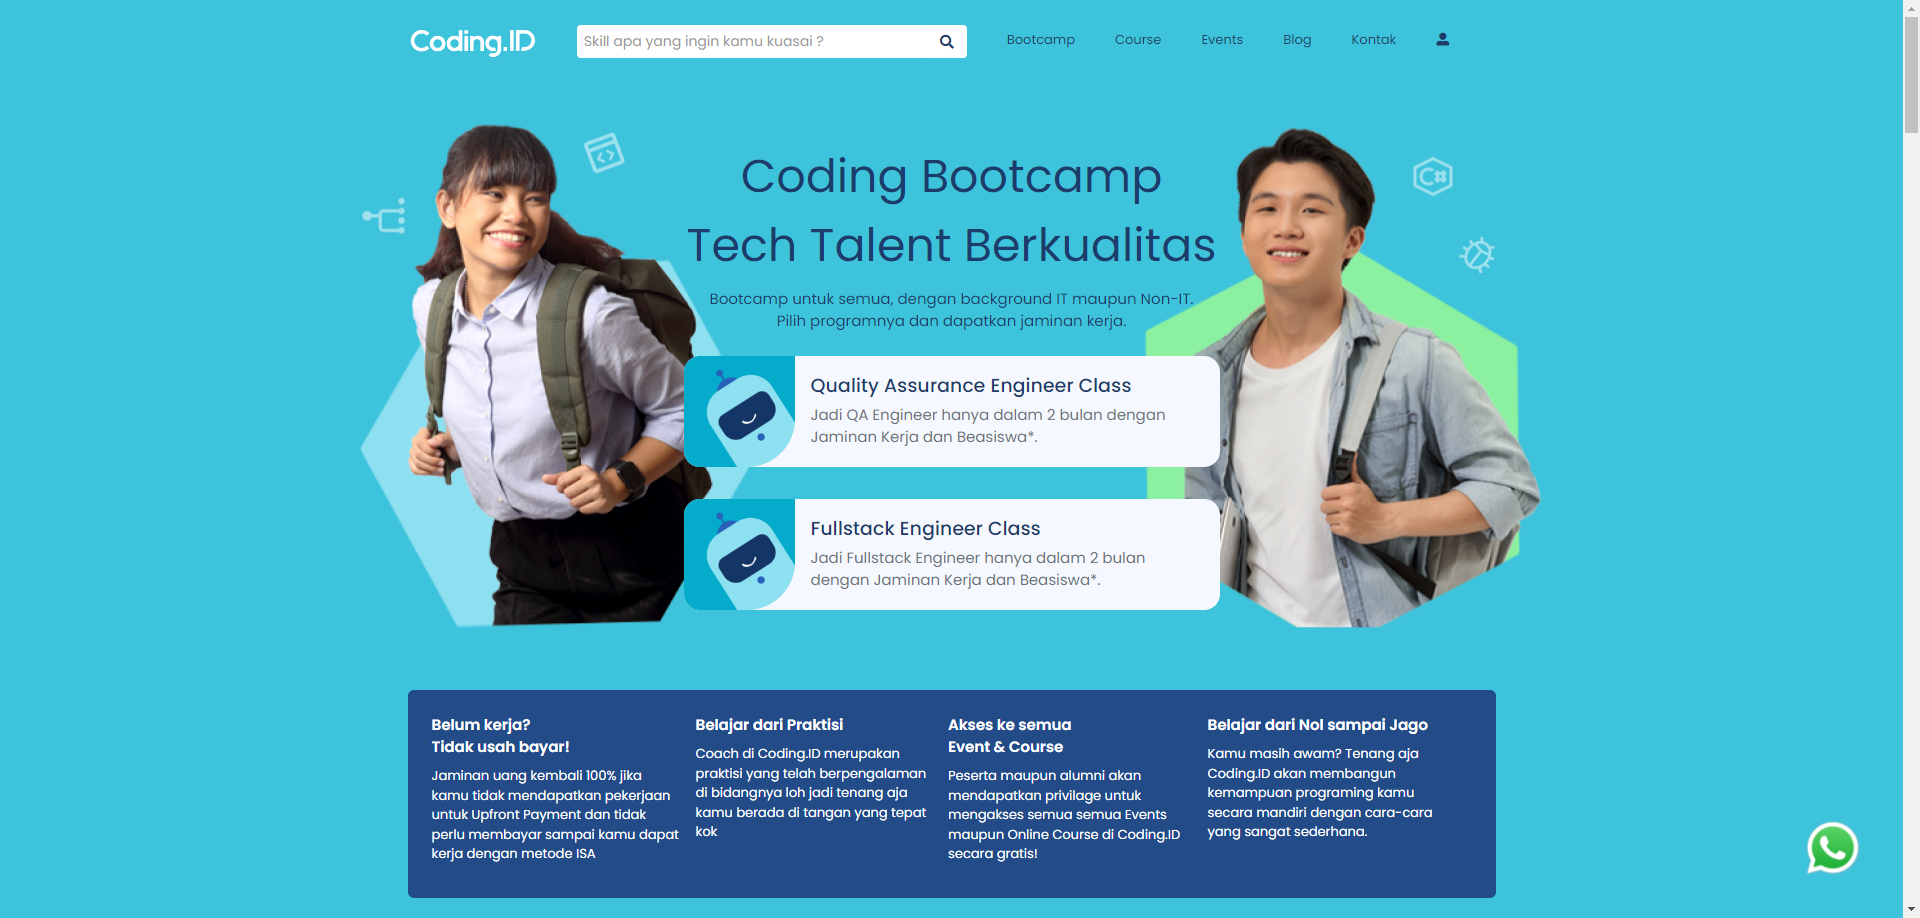 Coding.ID
Skill apa yang ingin kamu kuasai ?
Bootcamp
Course
Events
Blog
Kontak
C#
Coding Bootcamp
Tech Talent Berkualitas
Bootcamp untuk semua, dengan background IT maupun Non-IT.
Pilih programnya dan dapatkan jaminan kerja.
Quality Assurance Engineer Class
Jadi QA Engineer hanya dalam 2 bulan dengan
Jaminan Kerja dan Beasiswa*.
Fullstack Engineer Class
Jadi Fullstack Engineer hanya dalam 2 bulan
dengan Jaminan Kerja dan Beasiswa*.
Belum kerja?
Tidak usah bayar!
Jaminan uang kembali 100% jika
kamu tidak mendapatkan pekerjaan
untuk Upfront Payment dan tidak
perlu membayar sampai kamu dapat
kerja dengan metode ISA
Belajar dari Praktisi
Coach di Coding.ID merupakan
praktisi yang telah berpengalaman
di bidangnya loh jadi tenang aja
kamu berada di tangan yang tepat
kok
Akses ke semua
Event & Course
Peserta maupun alumni akan
mendapatkan privilage untuk
mengakses semua semua Events
maupun Online Course di Coding.ID
secara gratis!
Belajar dari Nol sampai Jago
Kamu masih awam? Tenang aja
Coding.ID akan membangun
kemampuan programing kamu
secara mandiri dengan cara-cara
yang sangat sederhana.